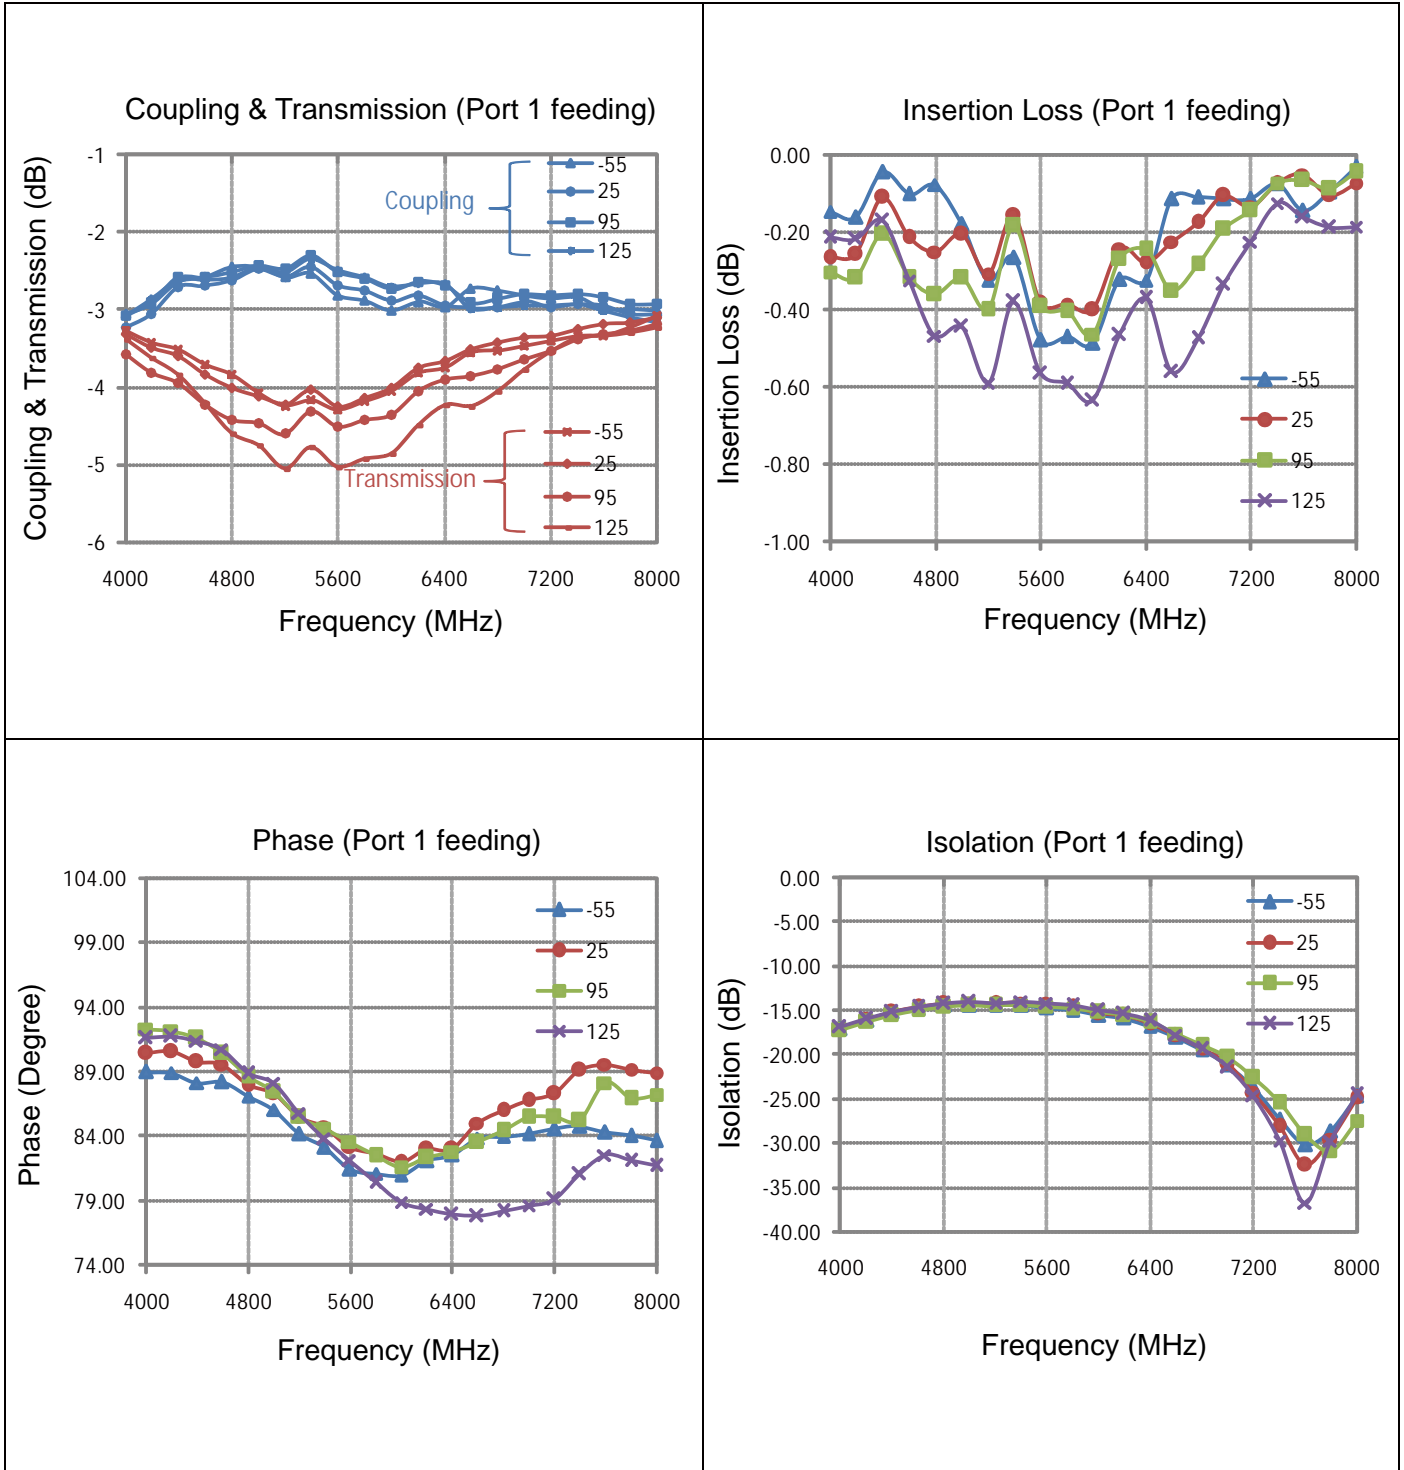 Coupling & Transmission (Port 1 feeding)
Coupling & Transmission (dB)
-1
-2
-3
-4
-5
-6
Coupling
-55
25
95
125
Transmission
-55
25
95
125
4000 4800 5600 6400 7200 8000
Frequency (MHz)
Insertion Loss (Port 1 feeding)
Insertion Loss (dB)
0.00
-0.20
-0.40
-0.60
-0.80
-1.00
-55
25
95
125
4000 4800 5600 6400 7200 8000
Frequency (MHz)
Phase (Port 1 feeding)
Phase (Degree)
104.00
99.00
94.00
89.00
84.00
79.00
74.00
-55
25
95
125
4000 4800 5600 6400 7200 8000
Frequency (MHz)
Isolation (Port 1 feeding)
Isolation (dB)
0.00
-5.00
-10.00
-15.00
-20.00
-25.00
-30.00
-35.00
-40.00
-55
25
95
125
4000 4800 5600 6400 7200 8000
Frequency (MHz)